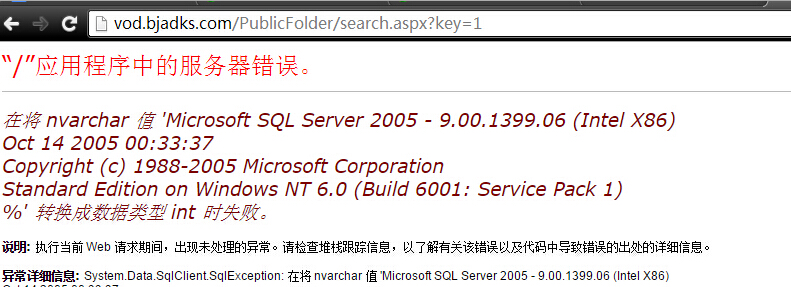 vod.bjadks.com/PublicFolder/search.aspx?key=1
“/”应用程序中的服务器错误。
在将 nvarchar 值 'Microsoft SQL Server 2005 - 9.00.1399.06 (Intel X86)
Oct 14 2005 00:33:37
Copyright (c) 1988-2005 Microsoft Corporation
Standard Edition on Windows NT 6.0 (Build 6001: Service Pack 1)
%' 转换成数据类型 int 时失败。
说明: 执行当前 Web 请求期间，出现未处理的异常。请检查堆栈跟踪信息，以了解有关该错误以及代码中导致错误的出处的详细信息。
异常详细信息: System.Data.SqlClient.SqlException: 在将 nvarchar 值 'Microsoft SQL Server 2005 - 9.00.1399.06 (Intel X86)